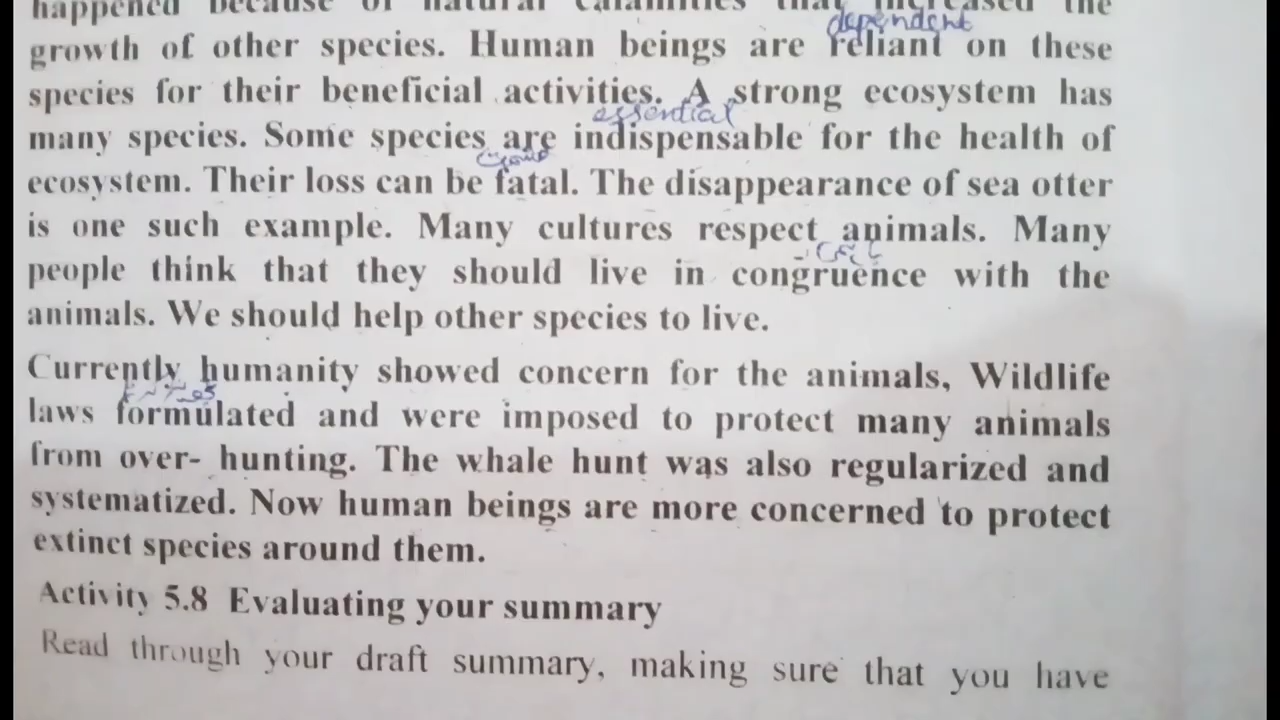 happened because of natural calamities that increased the
dependent
growth of other species. Human beings are reliant on these
species for their beneficial activities. A strong ecosystem has
essential
many species. Some species are indispensable for the health of
ecosystem. Their loss can be fatal. The disappearance of sea otter
is one such example. Many cultures respect animals. Many
people think that they should live in congruence with the
animals. We should help other species to live.
Currently humanity showed concern for the animals, Wildlife
laws formulated and were imposed to protect many animals
from over- hunting. The whale hunt was also regularized and
systematized. Now human beings are more concerned to protect
extinct species around them.
Activity 5.8 Evaluating your summary
Read through your draft summary, making sure that you have